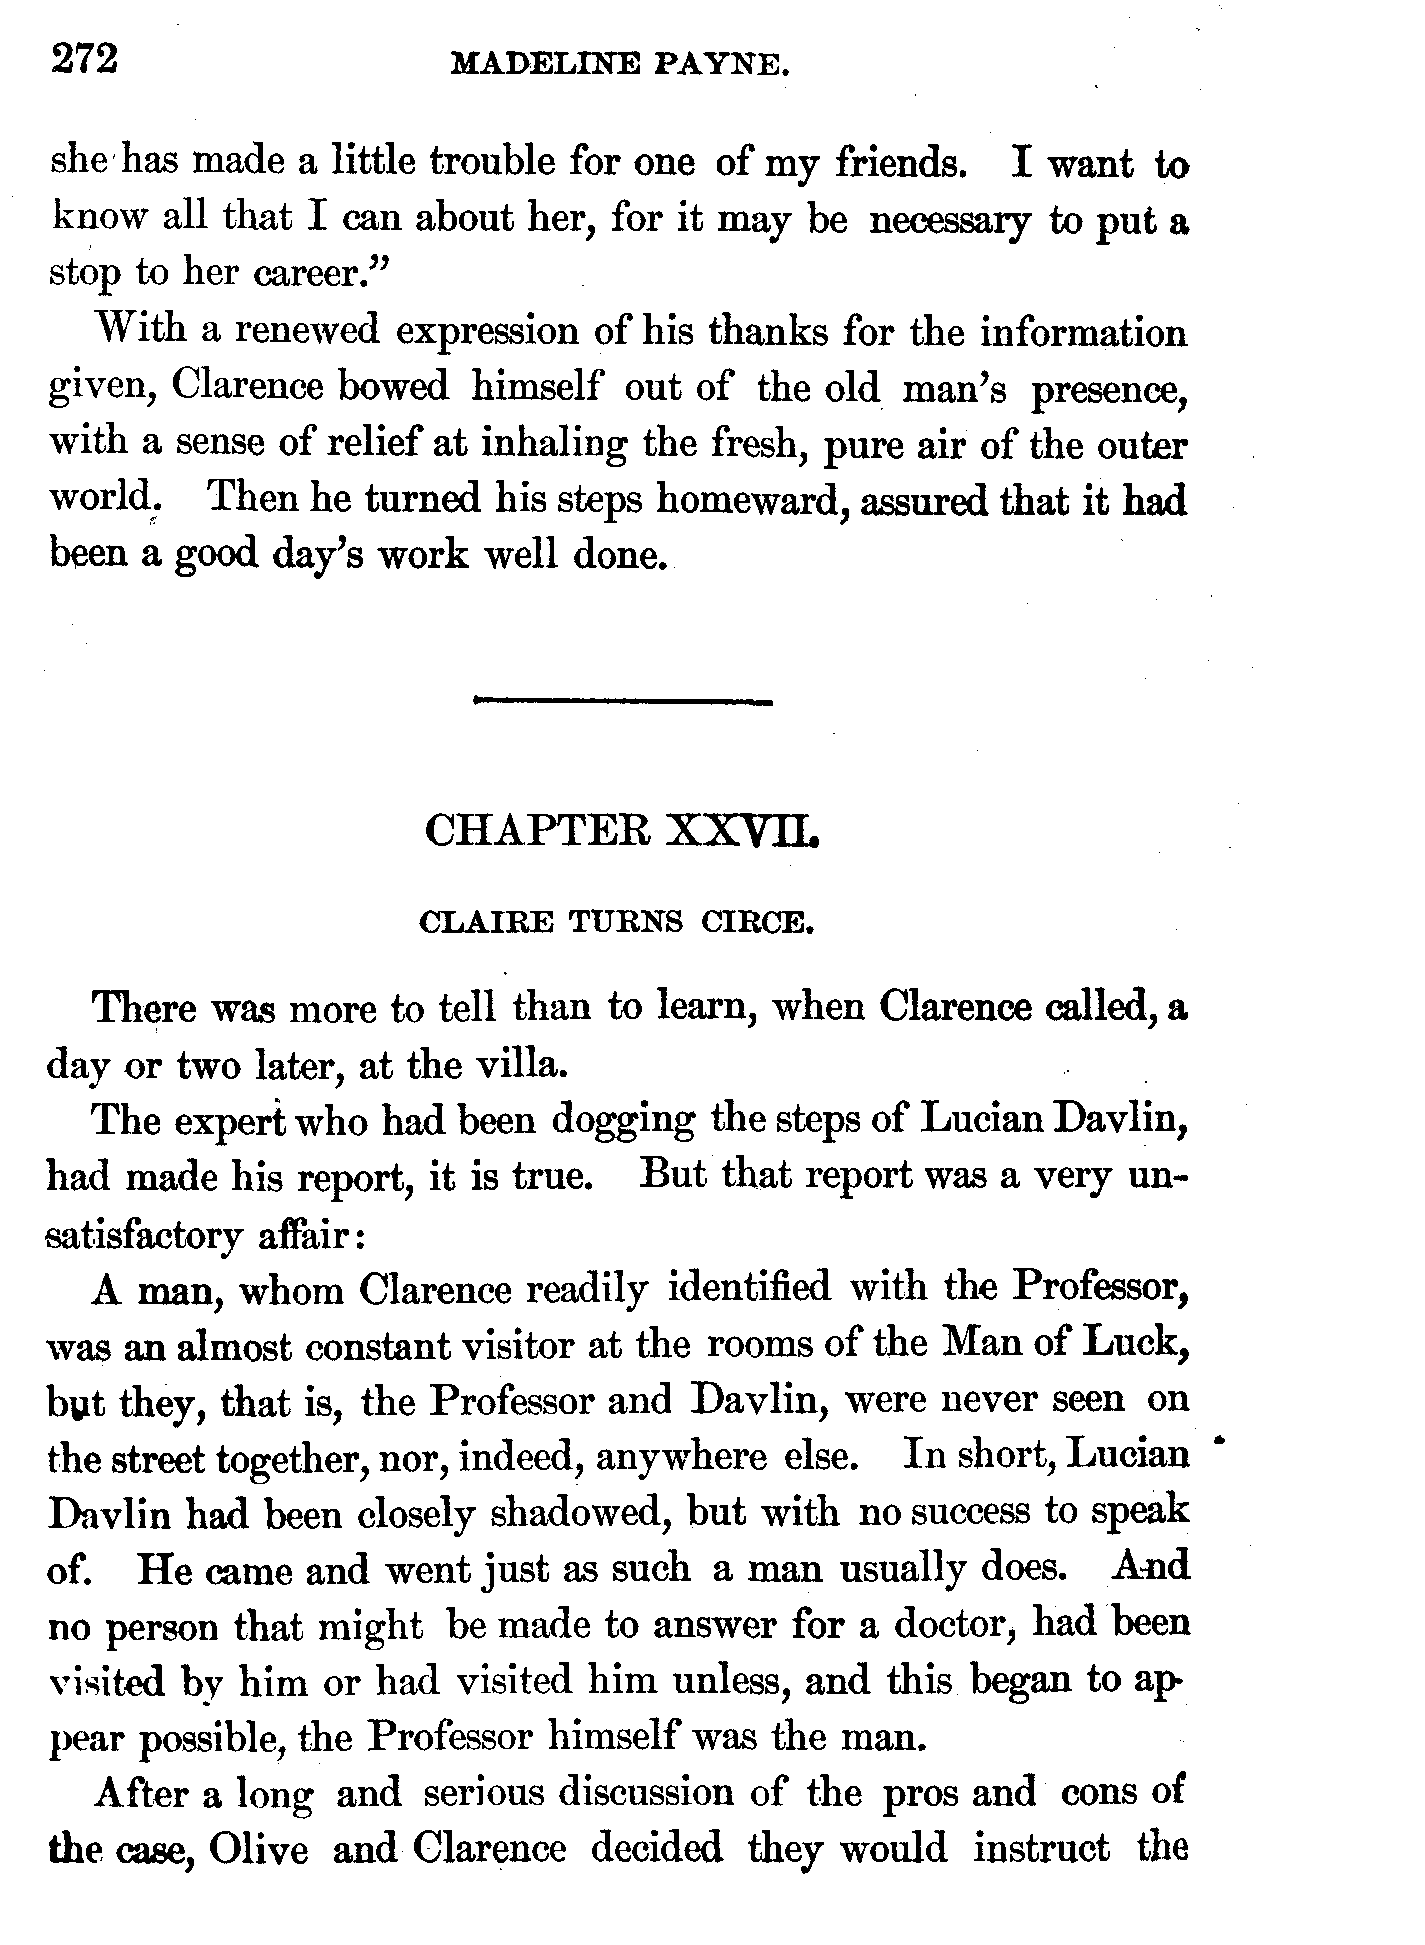 272 MADELINE PAYNE.
she has made a little trouble for one of my friends. I want to
know all that I can about her, for it may be necessary to put a
stop to her career.”
With a renewed expression of his thanks for the information
given, Clarence bowed himself out of the old man’s presence,
with a sense of relief at inhaling the fresh, pure air of the outer
world. Then he turned his steps homeward, assured that it had
been a good day’s work well done.
CHAPTER XXVII.
CLAIRE TURNS CIRCE.
There was more to tell than to learn, when Clarence called, a
day or two later, at the villa.
The expert who had been dogging the steps of Lucian Davlin,
had made his report, it is true. But that report was a very un-
satisfactory affair:
A man, whom Clarence readily identified with the Professor,
was an almost constant visitor at the rooms of the Man of Luck,
but they, that is, the Professor and Davlin, were never seen on
the street together, nor, indeed, anywhere else. In short, Lucian
Davlin had been closely shadowed, but with no success to speak
of. He came and went just as such a man usually does. And
no person that might be made to answer for a doctor, had been
visited by him or had visited him unless, and this began to ap-
pear possible, the Professor himself was the man.
After a long and serious discussion of the pros and cons of
the case, Olive and Clarence decided they would instruct the